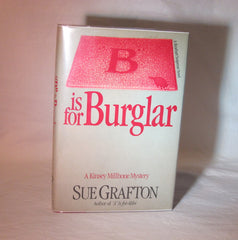 B
is
for Burglar
A Kinsey Millhone Mystery
SUE GRAFTON
Author of "A" is for Alibi